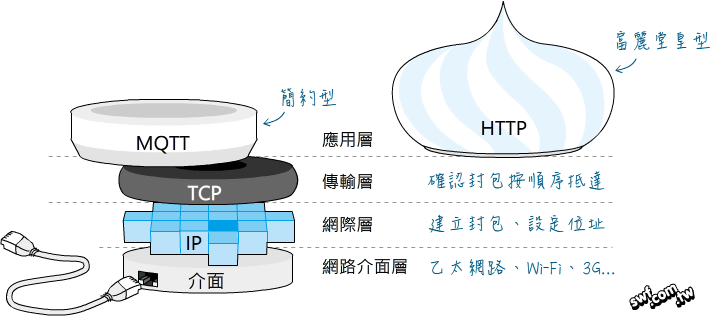 富麗堂皇型
簡約型
MQTT
應用層
HTTP
TCP
傳輸層
確認封包按順序抵達
IP
網際層
建立封包、設定位址
介面
網路介面層
乙太網路、Wi-Fi、3G...
swf.com.tw